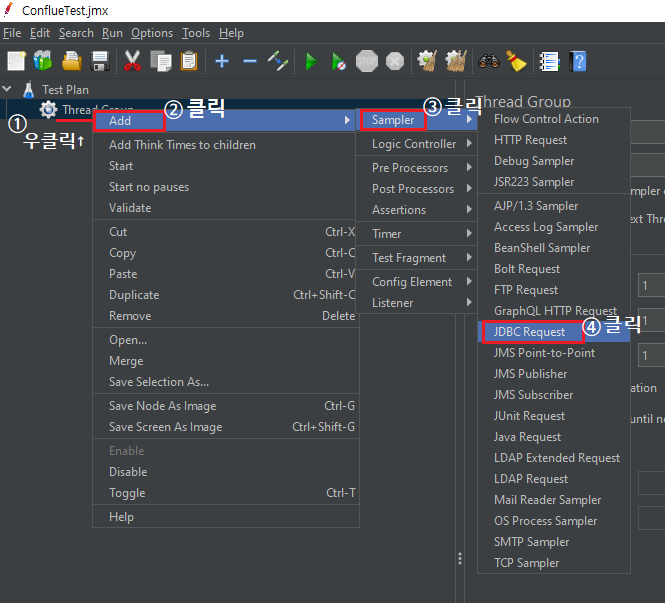 ConflueTest.jmx
File Edit Search Run Options Tools Help
Test Plan
Thread Group
① 우클릭↑
② 클릭
③ 클릭
④ 클릭
Add
Add Think Times to children
Start
Start no pauses
Validate
Cut Ctrl-X
Copy Ctrl-C
Paste Ctrl-V
Duplicate Ctrl+Shift-C
Remove Delete
Open...
Merge
Save Selection As...
Save Node As Image Ctrl-G
Save Screen As Image Ctrl+Shift-G
Enable
Disable
Toggle Ctrl-T
Help
Sampler
Logic Controller
Pre Processors
Post Processors
Assertions
Timer
Test Fragment
Config Element
Listener
Thread Group
Flow Control Action
HTTP Request
Debug Sampler
JSR223 Sampler
AJP/1.3 Sampler
Access Log Sampler
BeanShell Sampler
Bolt Request
FTP Request
GraphQL HTTP Request
JDBC Request
JMS Point-to-Point
JMS Publisher
JMS Subscriber
JUnit Request
Java Request
LDAP Extended Request
LDAP Request
Mail Reader Sampler
OS Process Sampler
SMTP Sampler
TCP Sampler
ext Thre
1
1
1
ation
until ne